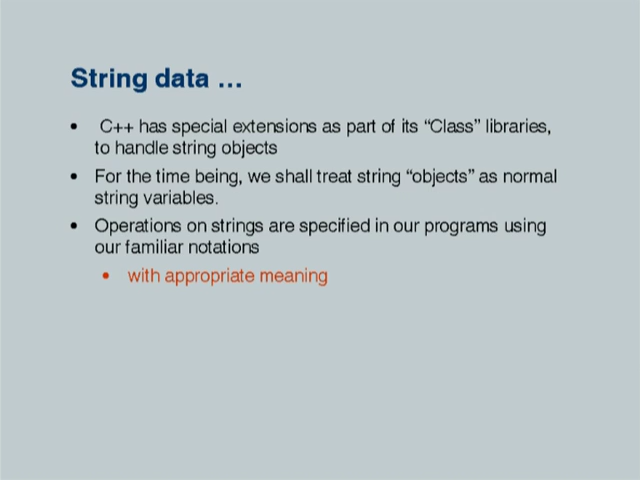 String data ...
• C++ has special extensions as part of its “Class” libraries,
to handle string objects
• For the time being, we shall treat string “objects” as normal
string variables.
• Operations on strings are specified in our programs using
our familiar notations
• with appropriate meaning